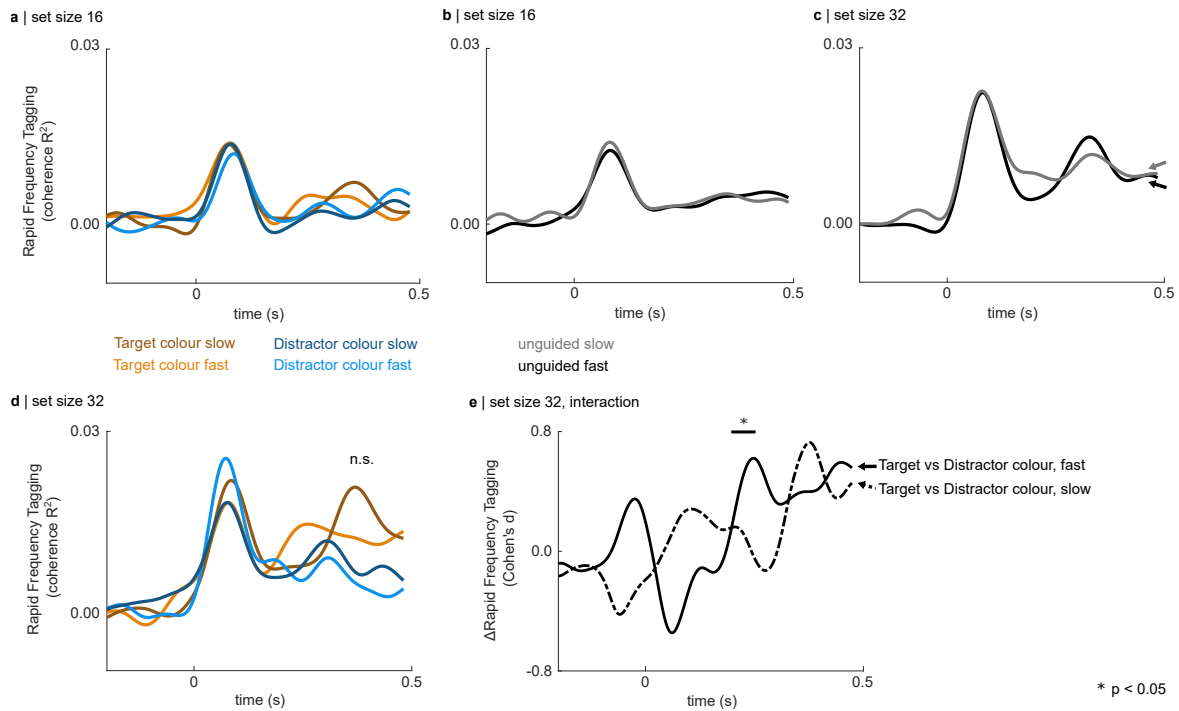 a | set size 16
b | set size 16
c | set size 32
0.03
0.00
Rapid Frequency Tagging
(coherence R²)
0
0.5
time (s)
0.03
0.00
0
0.5
time (s)
0.03
0.00
0
0.5
time (s)
Target colour slow
Target colour fast
Distractor colour slow
Distractor colour fast
unguided slow
unguided fast
d | set size 32
0.03
0.00
Rapid Frequency Tagging
(coherence R²)
n.s.
0
0.5
time (s)
e | set size 32, interaction
0.8
0.0
-0.8
ΔRapid Frequency Tagging
(Cohen's d)
*
Target vs Distractor colour, fast
Target vs Distractor colour, slow
0
0.5
time (s)
* p < 0.05